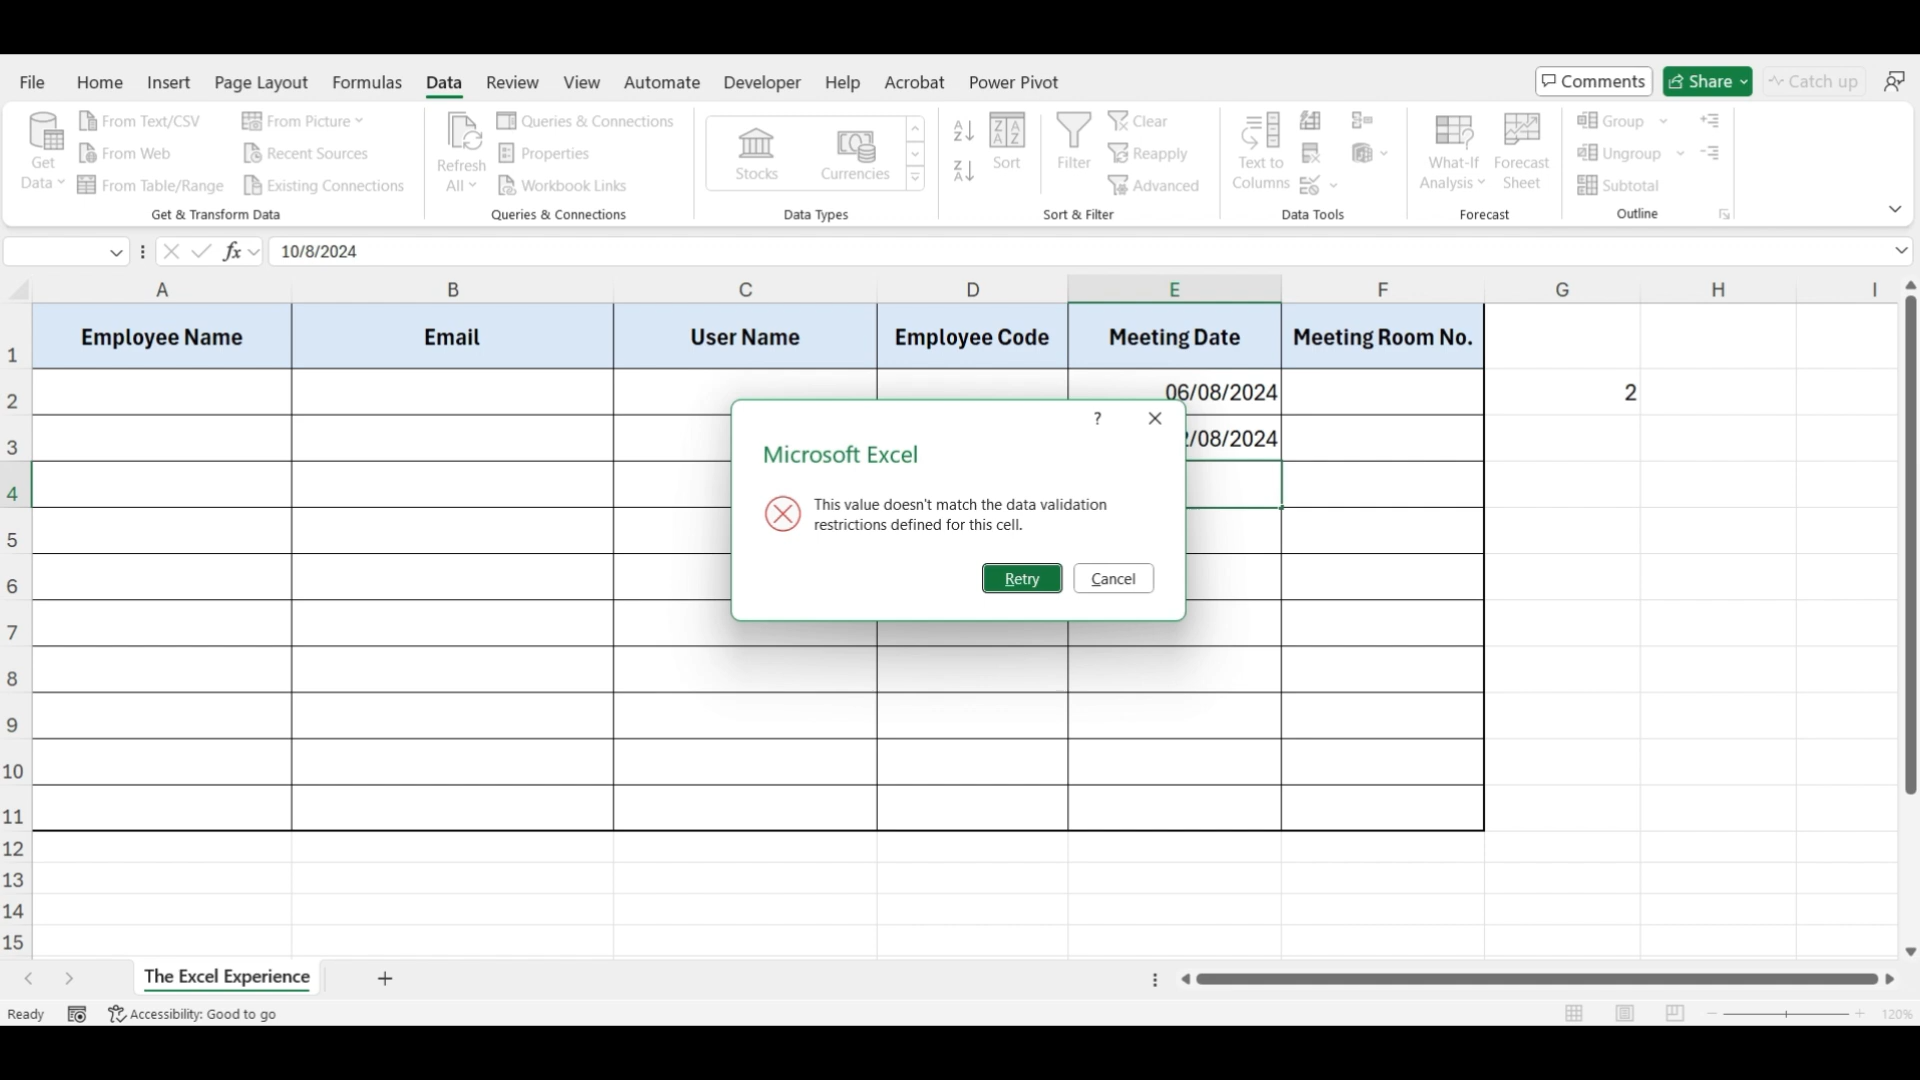 File Home Insert Page Layout Formulas Data Review View Automate Developer Help Acrobat Power Pivot Comments Share Catch up
From Text/CSV From Picture Queries & Connections Clear Group
From Web Recent Sources Properties Reapply Ungroup
From Table/Range Existing Connections Workbook Links Advanced Subtotal
Get Data Refresh All Stocks Currencies Sort Filter Text to Columns What-If Analysis Forecast Sheet
Get & Transform Data Queries & Connections Data Types Sort & Filter Data Tools Forecast Outline
fx 10/8/2024
A B C D E F G H I
1 Employee Name Email User Name Employee Code Meeting Date Meeting Room No.
2 06/08/2024 2
3 2/08/2024
4
5
6
7
8
9
10
11
12
13
14
15
?
Microsoft Excel
This value doesn't match the data validation
restrictions defined for this cell.
Retry Cancel
The Excel Experience +
Ready Accessibility: Good to go 120%